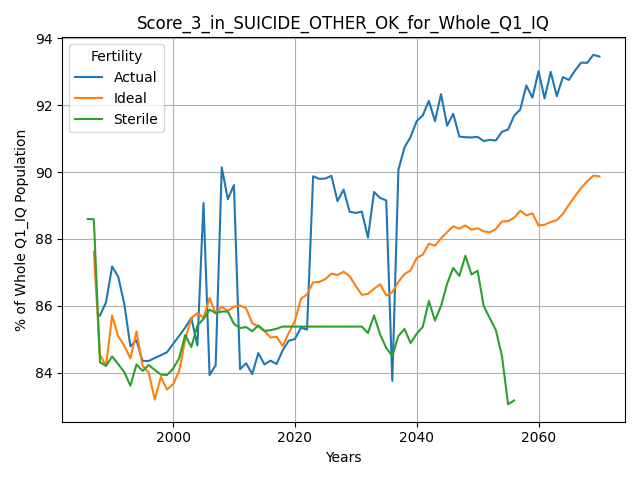 Score_3_in_SUICIDE_OTHER_OK_for_Whole_Q1_IQ
% of Whole Q1_IQ Population
94
92
90
88
86
84
Fertility
Actual
Ideal
Sterile
2000
2020
2040
2060
Years